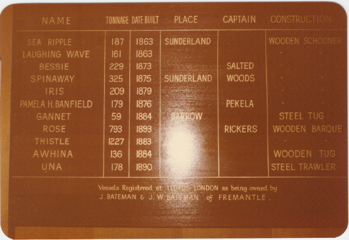 NAME TONNAGE DATE BUILT PLACE CAPTAIN CONSTRUCTION
SEA RIPPLE 187 1863 SUNDERLAND WOODEN SCHOONER
LAUGHING WAVE 161 1863
BESSIE 229 1873 SALTED
SPINAWAY 325 1875 SUNDERLAND WOODS
IRIS 209 1879
PAMELA H. BANFIELD 179 1876 PEKELA
GANNET 59 1884 BARROW STEEL TUG
ROSE 793 1893 RICKERS WOODEN BARQUE
THISTLE 1227 1883
AWHINA 136 1884 WOODEN TUG
UNA 178 1890 STEEL TRAWLER
Vessels Registered at LONDON as being owned by
J. BATEMAN & J. W. BATEMAN of FREMANTLE